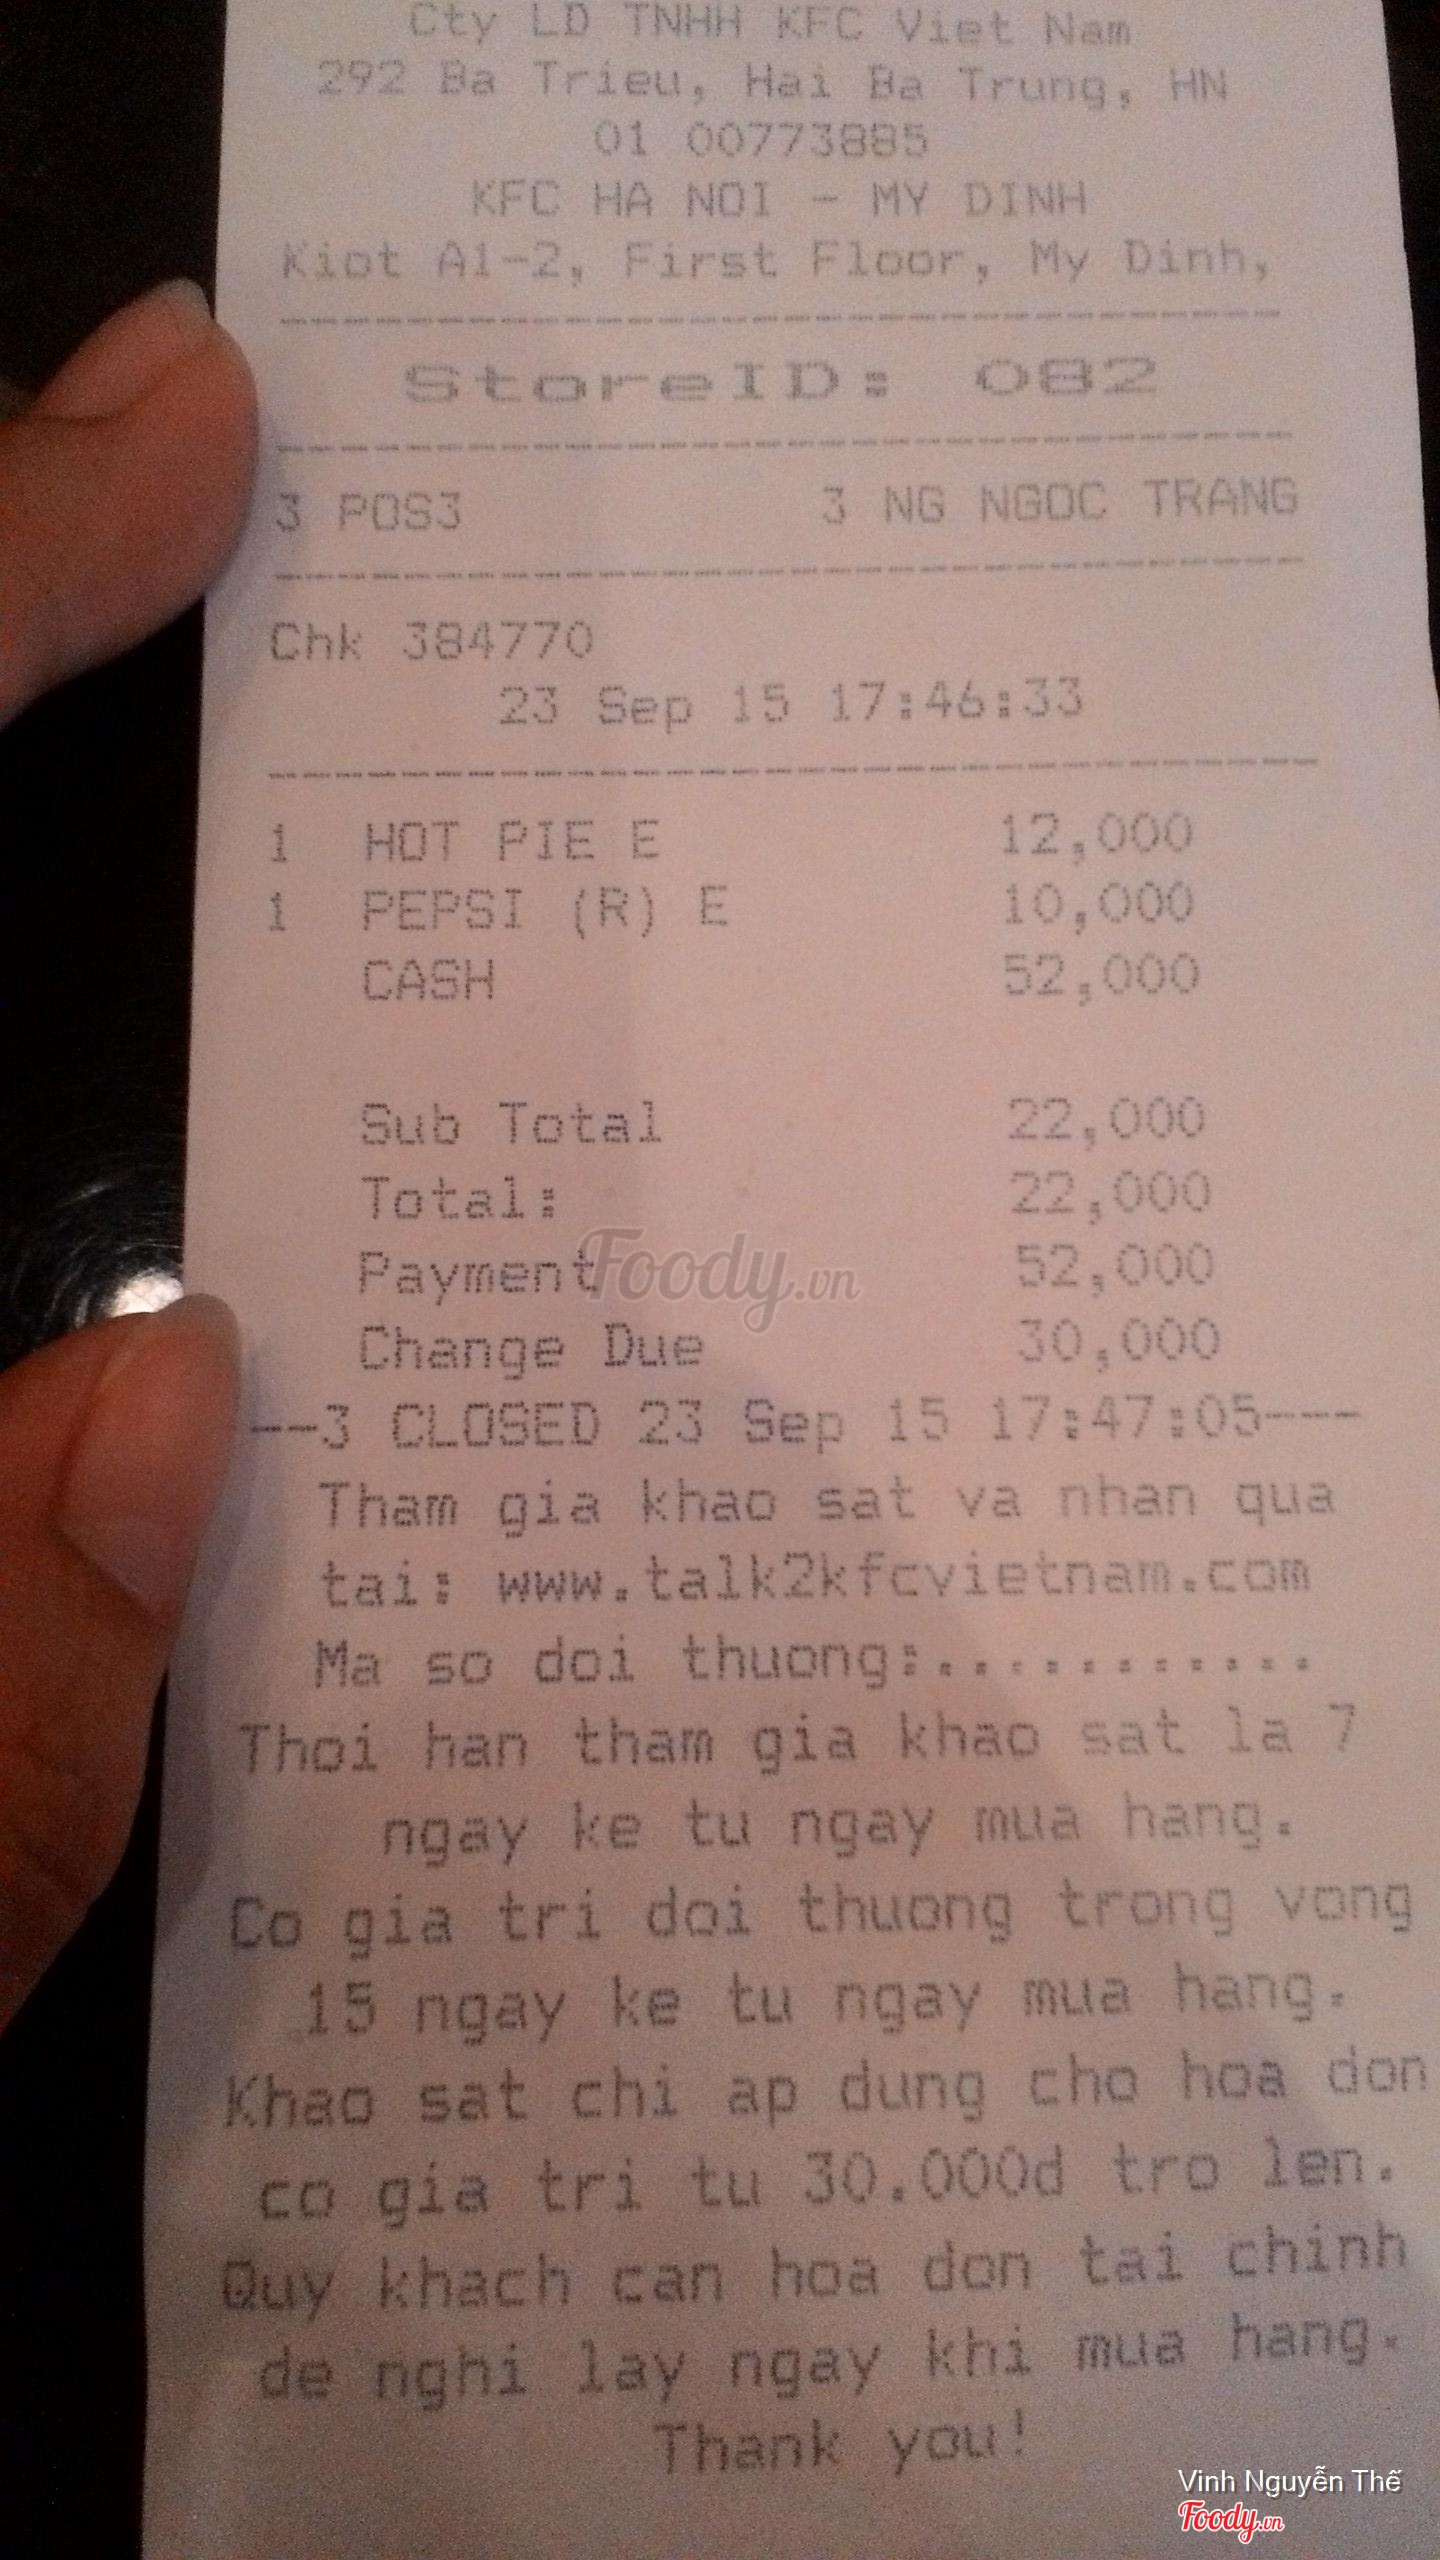 Cty LD TNHH KFC Viet Nam
292 Ba Trieu, Hai Ba Trung, HN
01 00773885
KFC HA NOI - MY DINH
Kiot A1-2, First Floor, My Dinh,
StoreID: 082
3 POS3 3 NG NGOC TRANG
Chk 384770
23 Sep 15 17:46:33
1 HOT PIE E 12,000
1 PEPSI (R) E 10,000
CASH 52,000
Sub Total 22,000
Total: 22,000
Payment 52,000
Foody.vn
Change Due 30,000
---3 CLOSED 23 Sep 15 17:47:05---
Tham gia khao sat va nhan qua
tai: www.talk2kfcvietnam.com
Ma so doi thuong:............
Thoi han tham gia khao sat la 7
ngay ke tu ngay mua hang.
Co gia tri doi thuong trong vong
15 ngay ke tu ngay mua hang.
Khao sat chi ap dung cho hoa don
co gia tri tu 30.000d tro len.
Quy khach can hoa don tai chinh
de nghi lay ngay khi mua hang.
Thank you!
Vinh Nguyễn Thế
Foody.vn